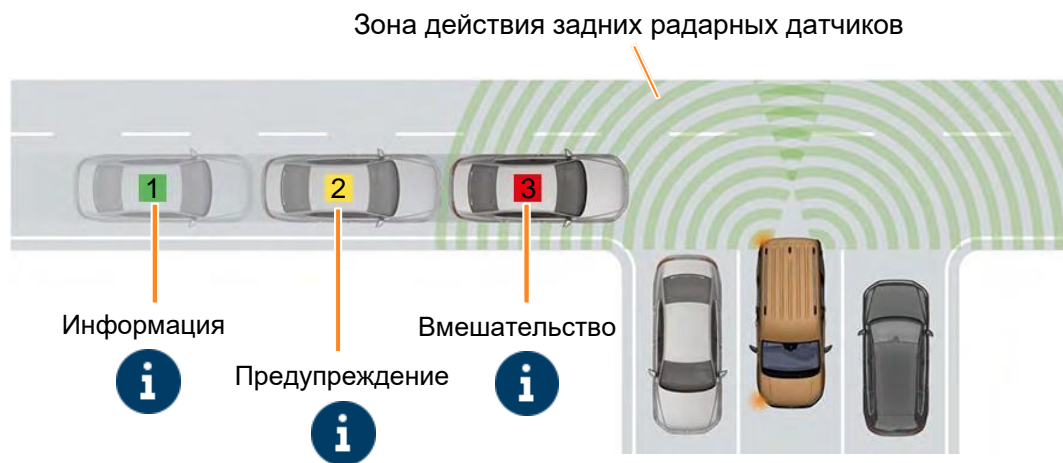 Зона действия задних радарных датчиков
1
2
3
Информация
Вмешательство
Предупреждение
i
i
i